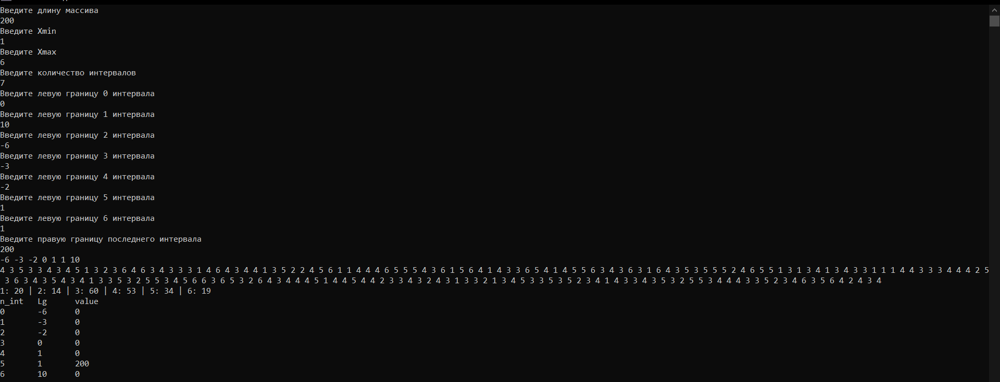 Введите длину массива
200
Введите Xmin
1
Введите Xmax
6
Введите количество интервалов
7
Введите левую границу 0 интервала
0
Введите левую границу 1 интервала
10
Введите левую границу 2 интервала
-6
Введите левую границу 3 интервала
-3
Введите левую границу 4 интервала
-2
Введите левую границу 5 интервала
1
Введите левую границу 6 интервала
1
Введите правую границу последнего интервала
200
-6 -3 -2 0 1 1 10
4 3 5 3 3 4 3 4 5 1 3 2 3 6 4 6 3 4 3 3 3 1 4 6 4 3 4 4 1 3 5 2 2 4 5 6 1 1 4 4 4 6 5 5 5 4 3 6 1 5 6 4 1 4 3 3 6 5 4 1 4 5 5 6 3 4 3 6 3 1 6 4 3 5 3 5 5 5 2 4 6 5 5 1 3 1 3 4 1 3 4 3 3 1 1 1 4 4 3 3 3 4 4 4 2 5
3 6 3 4 3 5 4 3 4 1 3 3 5 3 2 5 5 3 4 5 6 6 3 6 5 3 2 6 4 3 4 4 4 5 1 4 4 5 4 4 2 3 3 4 3 2 4 3 1 3 3 2 1 3 4 5 3 3 5 3 5 2 3 4 1 4 3 3 4 3 5 3 2 5 5 3 4 4 4 3 3 5 2 3 4 6 3 5 6 4 2 4 3 4
1: 20 | 2: 14 | 3: 60 | 4: 53 | 5: 34 | 6: 19
n_int Lg value
0 -6 0
1 -3 0
2 -2 0
3 0 0
4 1 0
5 1 200
6 10 0